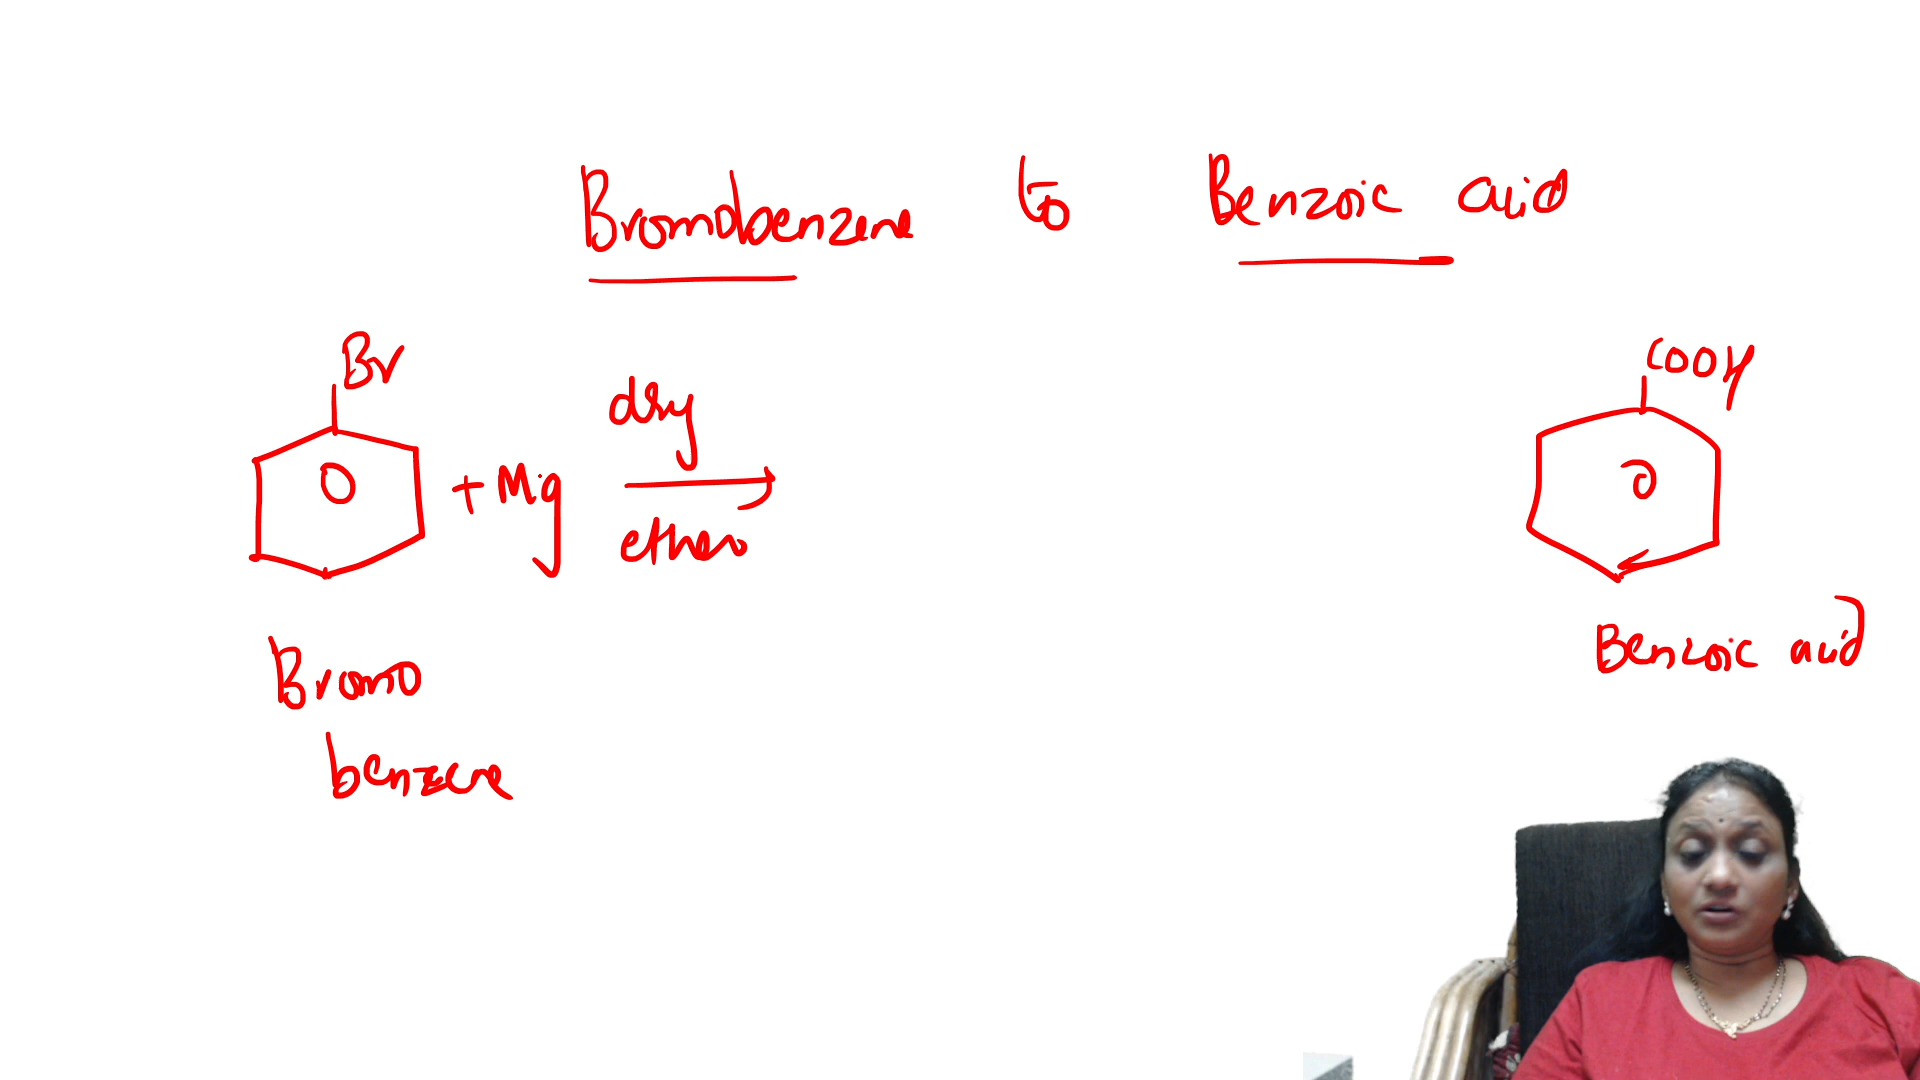 Bromobenzene to Benzoic acid
Br
COOH
+ Mg
dry
ether
Bromo
benzene
Benzoic acid